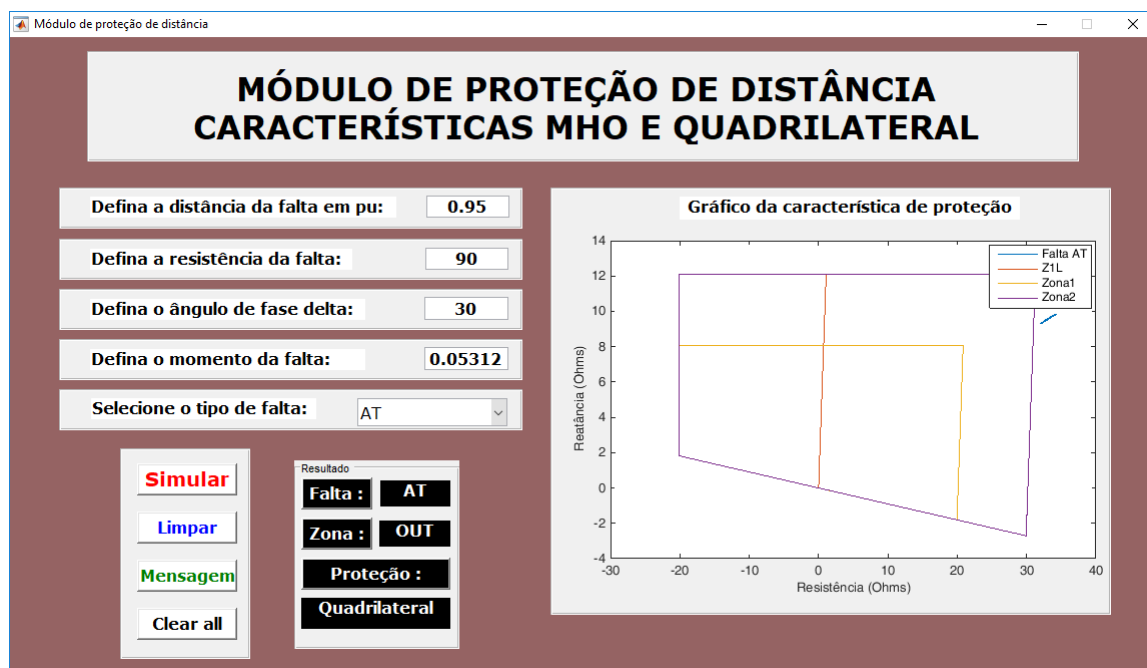 Módulo de proteção de distância
MÓDULO DE PROTEÇÃO DE DISTÂNCIA
CARACTERÍSTICAS MHO E QUADRILATERAL
Defina a distância da falta em pu: 0.95
Defina a resistência da falta: 90
Defina o ângulo de fase delta: 30
Defina o momento da falta: 0.05312
Selecione o tipo de falta: AT
Simular
Limpar
Mensagem
Clear all
Resultado
Falta : AT
Zona : OUT
Proteção :
Quadrilateral
Gráfico da característica de proteção
Falta AT
Z1L
Zona1
Zona2
14
12
10
8
6
4
2
0
-2
-4
Reatância (Ohms)
-30 -20 -10 0 10 20 30 40
Resistência (Ohms)